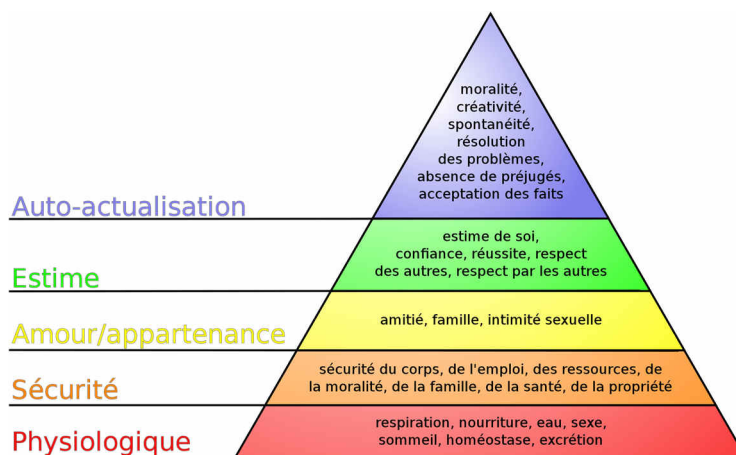 moralité,
créativité,
spontanéité,
résolution
des problèmes,
absence de préjugés,
acceptation des faits
Auto-actualisation
estime de soi,
confiance, réussite, respect
des autres, respect par les autres
Estime
amitié, famille, intimité sexuelle
Amour/appartenance
sécurité du corps, de l'emploi, des ressources, de
la moralité, de la famille, de la santé, de la propriété
Sécurité
respiration, nourriture, eau, sexe,
sommeil, homéostase, excrétion
Physiologique